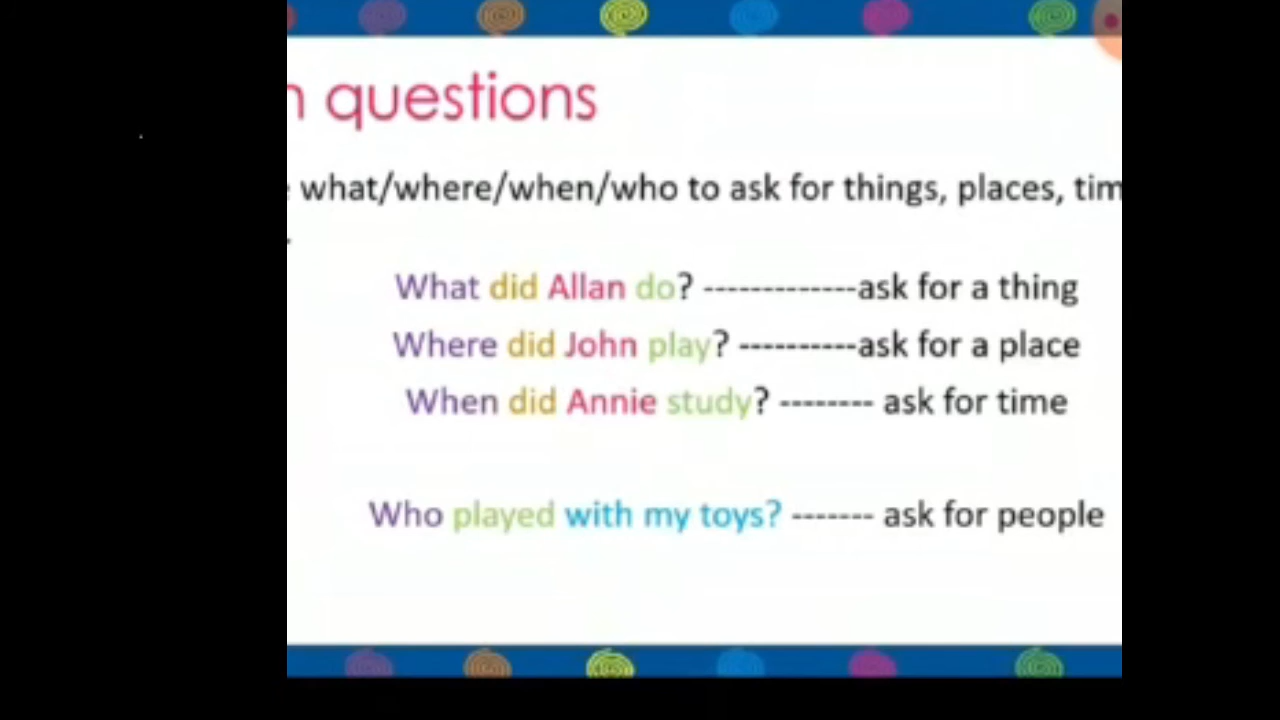 questions
what/where/when/who to ask for things, places,
What did Allan do? -------------ask for a thing
Where did John play? ----------ask for a place
When did Annie study? -------- ask for time
Who played with my toys? ------- ask for people